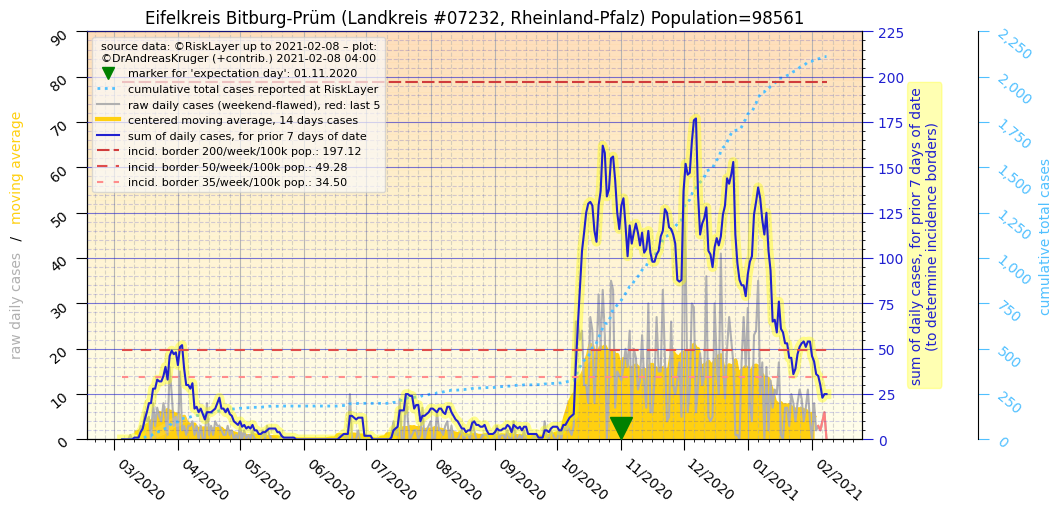 Eifelkreis Bitburg-Prüm (Landkreis #07232, Rheinland-Pfalz) Population=98561
source data: ©RiskLayer up to 2021-02-08 – plot:
©DrAndreasKruger (+contrib.) 2021-02-08 04:00
marker for 'expectation day': 01.11.2020
cumulative total cases reported at RiskLayer
raw daily cases (weekend-flawed), red: last 5
centered moving average, 14 days cases
sum of daily cases, for prior 7 days of date
incid. border 200/week/100k pop.: 197.12
incid. border 50/week/100k pop.: 49.28
incid. border 35/week/100k pop.: 34.50
raw daily cases / moving average
90
80
70
60
50
40
30
20
10
0
03/2020
04/2020
05/2020
06/2020
07/2020
08/2020
09/2020
10/2020
11/2020
12/2020
01/2021
02/2021
225
200
175
150
125
100
75
50
25
0
sum of daily cases, for prior 7 days of date
(to determine incidence borders)
2,250
2,000
1,750
1,500
1,250
1,000
750
500
250
0
cumulative total cases